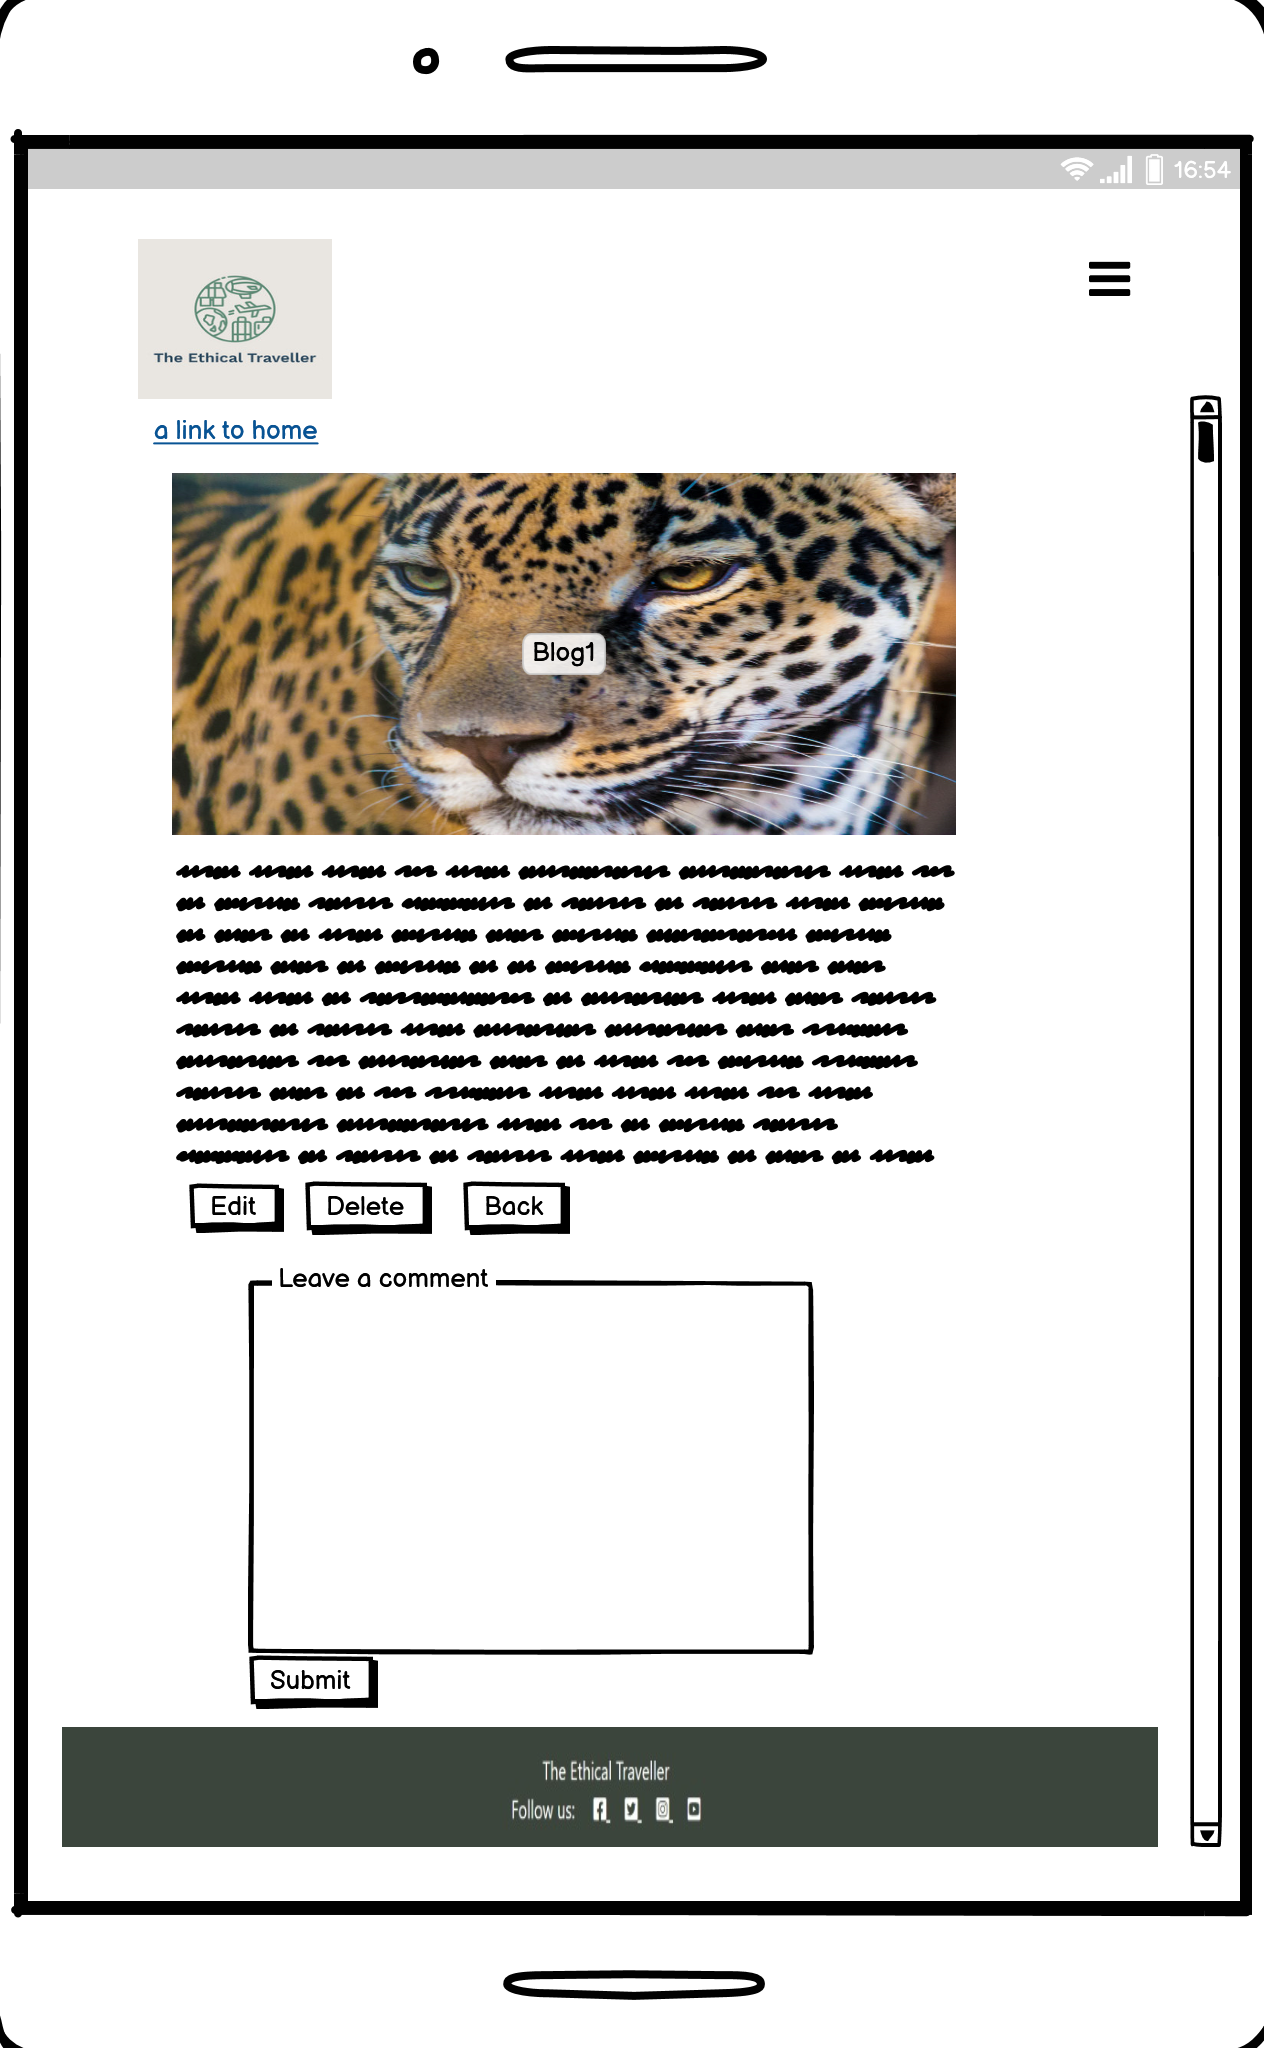 16:54
The Ethical Traveller
a link to home
Blog1
Edit Delete Back
Leave a comment
Submit
The Ethical Traveller
Follow us: